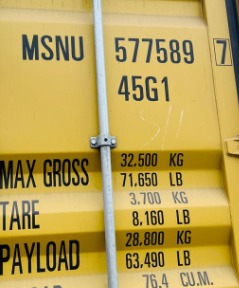 MSNU 577589 7
45G1
MAX GROSS 32.500 KG
71.650 LB
TARE 3.700 KG
8,160 LB
PAYLOAD 28,800 KG
63.490 LB
76.4 CU.M.